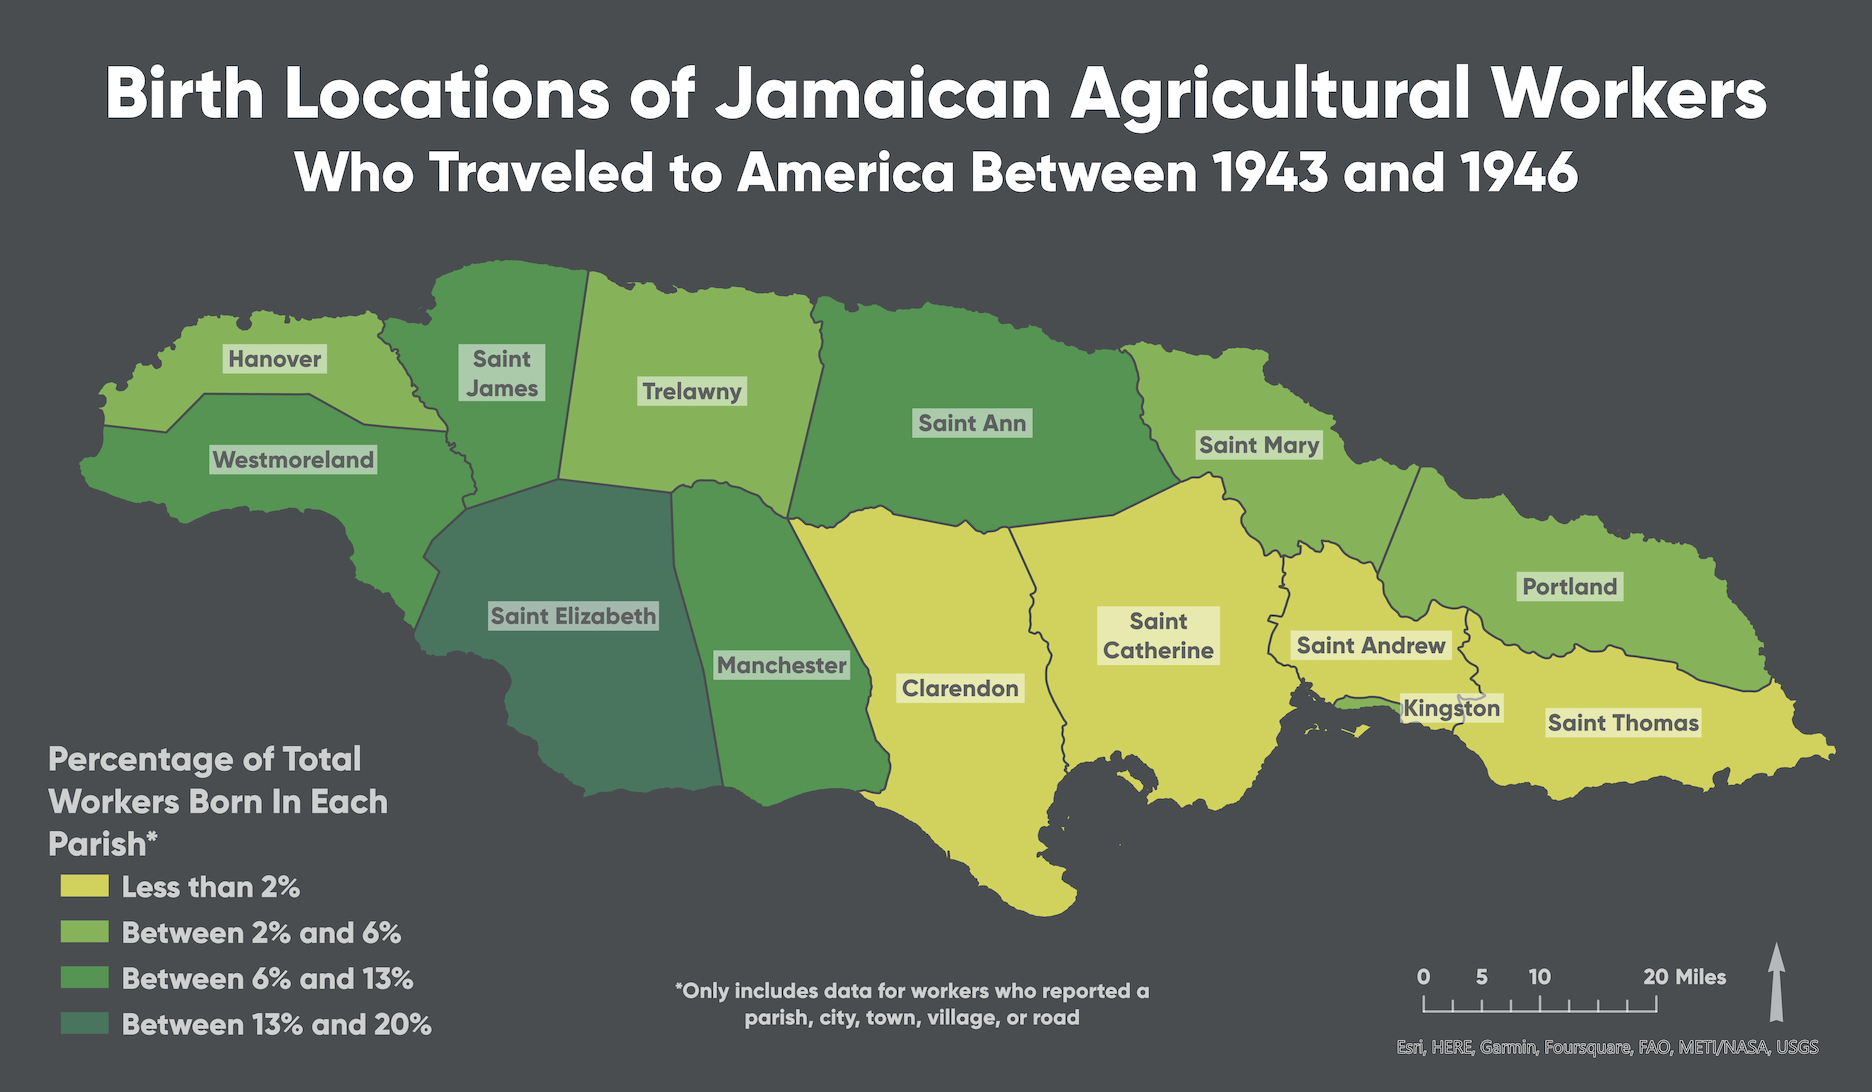 Birth Locations of Jamaican Agricultural Workers
Who Traveled to America Between 1943 and 1946
Hanover
Saint
James
Trelawny
Saint Ann
Saint Mary
Westmoreland
Portland
Saint Elizabeth
Saint
Catherine
Saint Andrew
Manchester
Clarendon
Kingston
Saint Thomas
Percentage of Total
Workers Born In Each
Parish*
Less than 2%
Between 2% and 6%
Between 6% and 13%
Between 13% and 20%
*Only includes data for workers who reported a
parish, city, town, village, or road
0 5 10 20 Miles
Esri, HERE, Garmin, Foursquare, FAO, METI/NASA, USGS